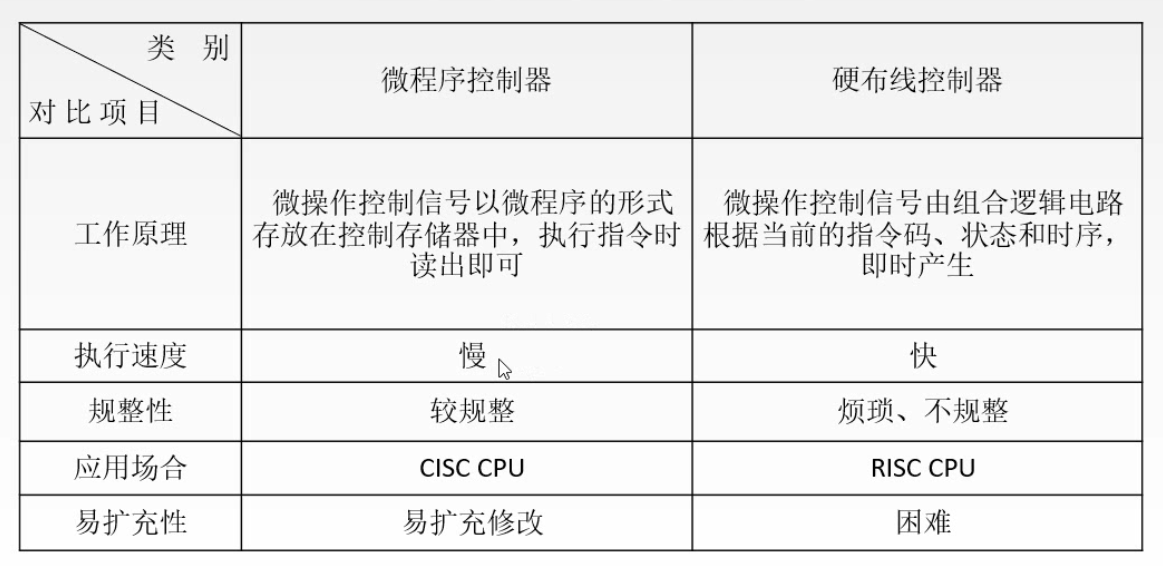 类 别
对比项目
微程序控制器
硬布线控制器
工作原理
微操作控制信号以微程序的形式
存放在控制存储器中，执行指令时
读出即可
微操作控制信号由组合逻辑电路
根据当前的指令码、状态和时序，
即时产生
执行速度
慢
快
规整性
较规整
烦琐、不规整
应用场合
CISC CPU
RISC CPU
易扩充性
易扩充修改
困难